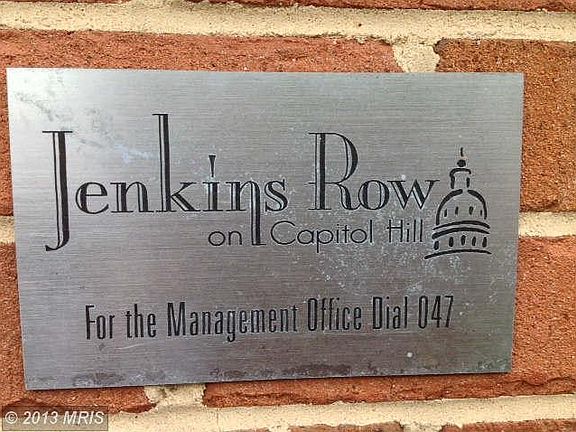 Jenkins Row
on Capitol Hill
For the Management Office Dial 047
© 2013 MRIS